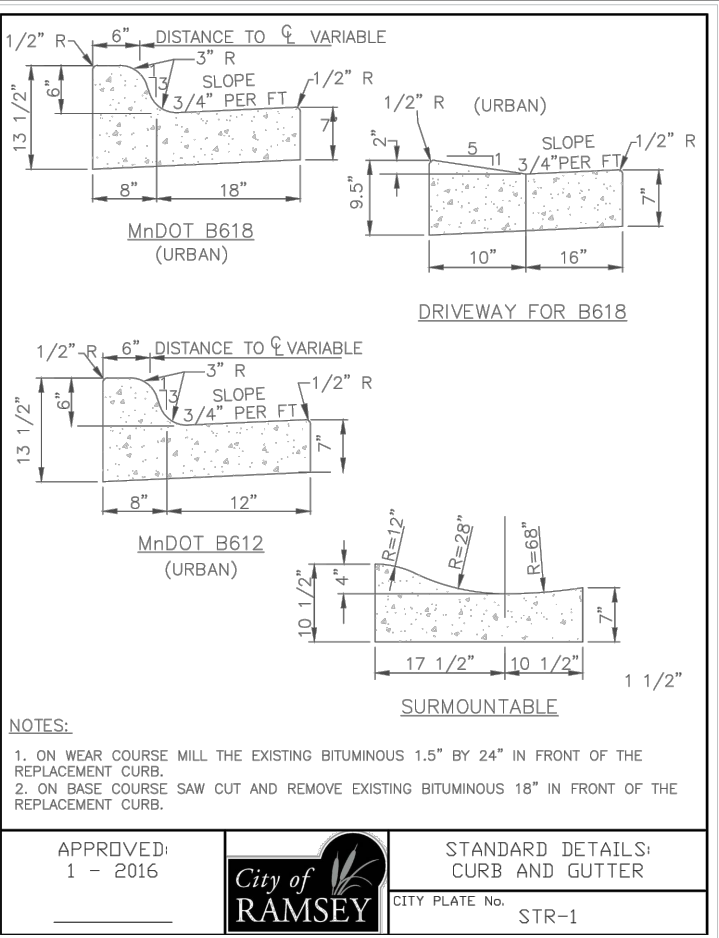 1/2" R
6"
DISTANCE TO ℄ VARIABLE
3" R
3
SLOPE
3/4" PER FT
1/2" R
13 1/2"
6"
7"
8"
18"
MnDOT B618
(URBAN)
1/2" R
(URBAN)
2"
5
1
SLOPE
3/4"PER FT
1/2" R
9.5"
7"
10"
16"
DRIVEWAY FOR B618
1/2" R
6"
DISTANCE TO ℄ VARIABLE
3" R
3
SLOPE
3/4" PER FT
1/2" R
13 1/2"
6"
7"
8"
12"
MnDOT B612
(URBAN)
R=12"
R=28"
R=68"
10 1/2"
4"
7"
17 1/2"
10 1/2"
1 1/2"
SURMOUNTABLE
NOTES:
1. ON WEAR COURSE MILL THE EXISTING BITUMINOUS 1.5" BY 24" IN FRONT OF THE
REPLACEMENT CURB.
2. ON BASE COURSE SAW CUT AND REMOVE EXISTING BITUMINOUS 18" IN FRONT OF THE
REPLACEMENT CURB.
APPROVED:
1 - 2016
City of
RAMSEY
STANDARD DETAILS:
CURB AND GUTTER
CITY PLATE No.
STR-1